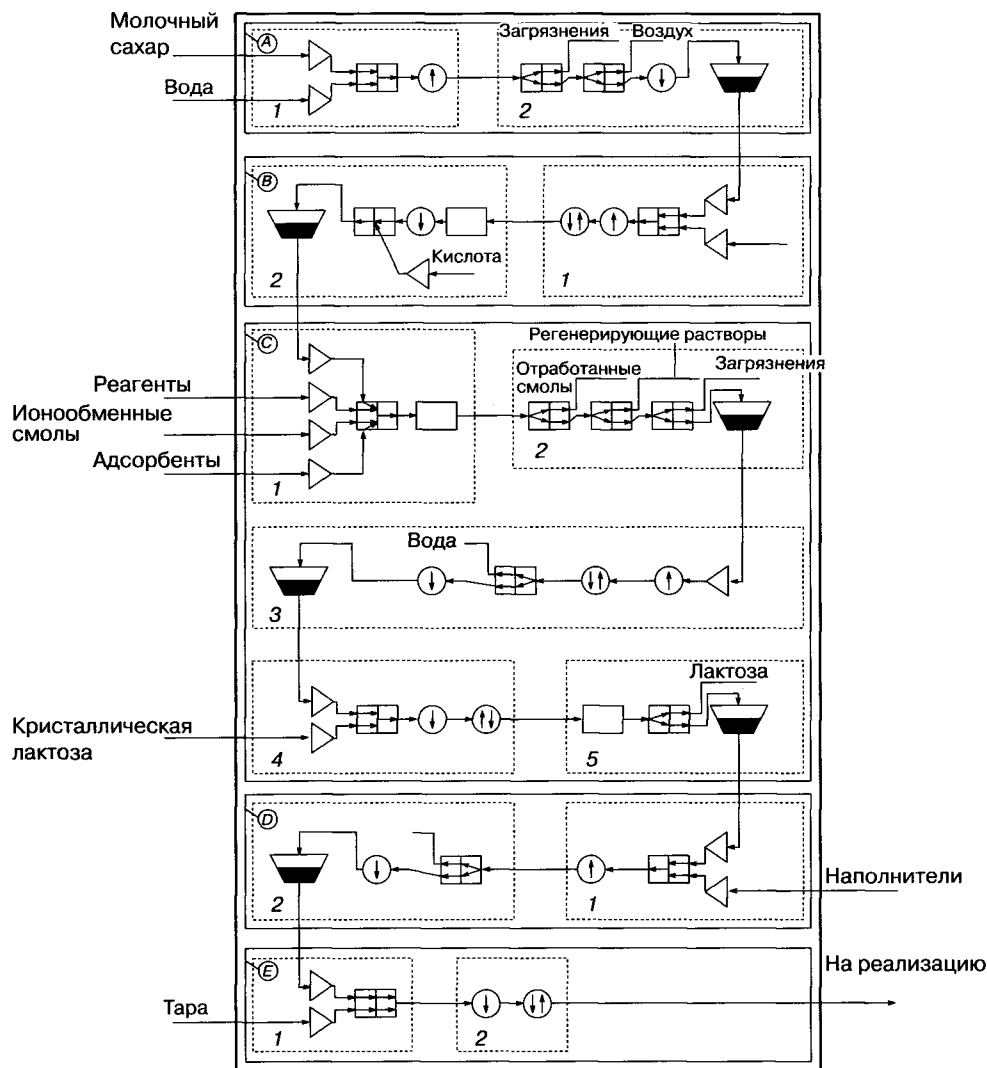 Молочный
сахар
Вода
A
1
Загрязнения
Воздух
2
B
Кислота
2
1
C
Реагенты
Ионообменные
смолы
Адсорбенты
1
Регенерирующие растворы
Отработанные
смолы
Загрязнения
2
Вода
3
Кристаллическая
лактоза
4
Лактоза
5
D
2
1
Наполнители
E
Тара
1
2
На реализацию